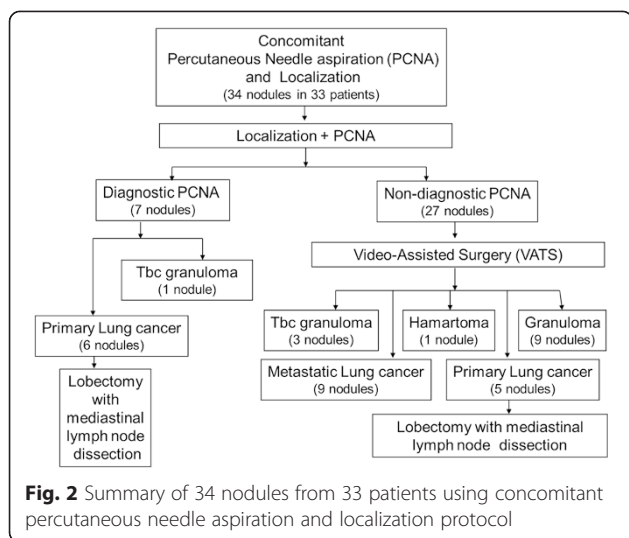 Concomitant
Percutaneous Needle aspiration (PCNA)
and Localization
(34 nodules in 33 patients)
Localization + PCNA
Diagnostic PCNA
(7 nodules)
Non-diagnostic PCNA
(27 nodules)
Tbc granuloma
(1 nodule)
Video-Assisted Surgery (VATS)
Primary Lung cancer
(6 nodules)
Tbc granuloma
(3 nodules)
Hamartoma
(1 node)
Granuloma
(9 nodules)
Metastatic Lung cancer
(9 nodules)
Primary Lung cancer
(5 nodules)
Lobectomy
with
mediastinal
lymph node
dissection
Lobectomy with mediastinal
lymph node dissection
Fig. 2 Summary of 34 nodules from 33 patients using concomitant
percutaneous needle aspiration and localization protocol